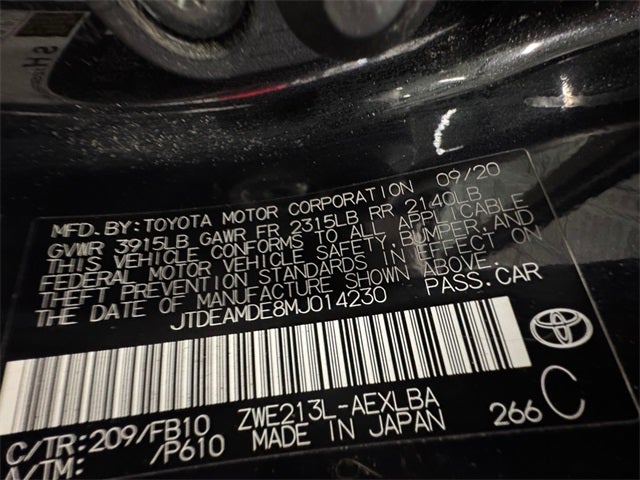 MFD. BY: TOYOTA MOTOR CORPORATION 09/20
GVWR 3915LB GAWR FR 2315LB RR 2140LB
THIS VEHICLE CONFORMS TO ALL APPLICABLE
FEDERAL MOTOR VEHICLE SAFETY, BUMPER, AND
THEFT PREVENTION STANDARDS IN EFFECT ON
THE DATE OF MANUFACTURE SHOWN ABOVE.
JTDEAMDE8MJ014230 PASS. CAR
C/TR: 209/FB10 ZWE213L-AEXLBA
A/TM: /P610 MADE IN JAPAN 266 C